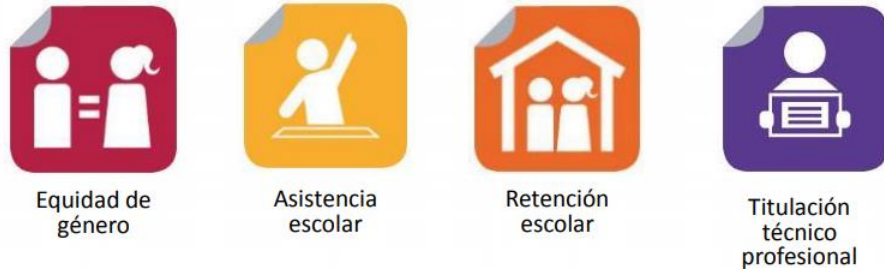 Equidad de
género
Asistencia
escolar
Retención
escolar
Titulación
técnico
profesional